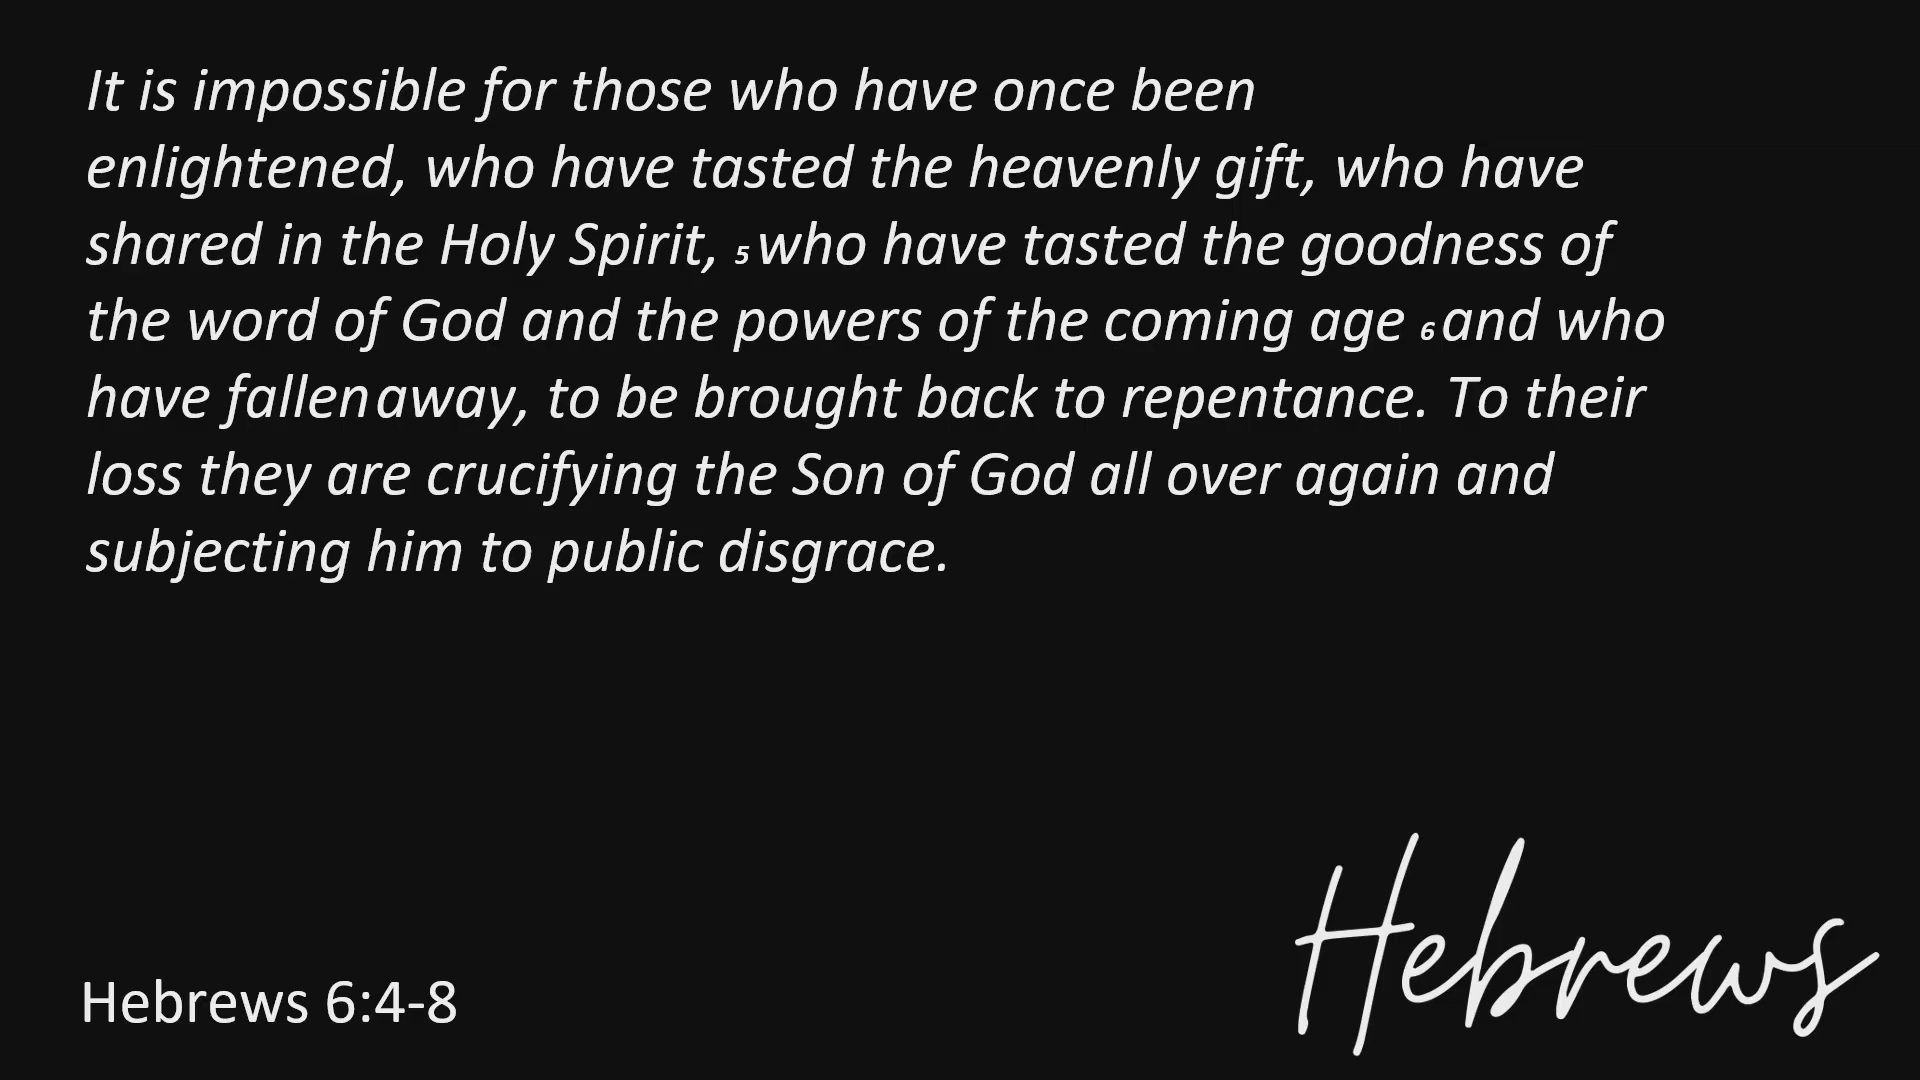 It is impossible for those who have once been
enlightened, who have tasted the heavenly gift, who have
shared in the Holy Spirit, 5 who have tasted the goodness of
the word of God and the powers of the coming age 6 and who
have fallen away, to be brought back to repentance. To their
loss they are crucifying the Son of God all over again and
subjecting him to public disgrace.
Hebrews 6:4-8
Hebrews